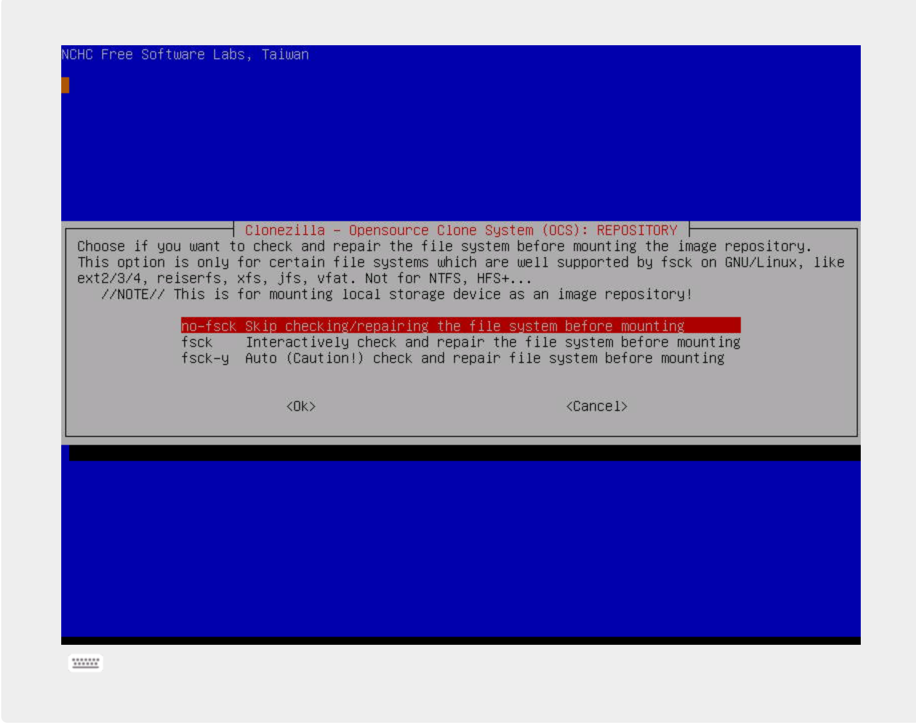 NCHC Free Software Labs, Taiwan
Clonezilla - Opensource Clone System (OCS): REPOSITORY
Choose if you want to check and repair the file system before mounting the image repository.
This option is only for certain file systems which are well supported by fsck on GNU/Linux, like
ext2/3/4, reiserfs, xfs, jfs, vfat. Not for NTFS, HFS+...
//NOTE// This is for mounting local storage device as an image repository!
no-fsck Skip checking/repairing the file system before mounting
fsck Interactively check and repair the file system before mounting
fsck-y Auto (Caution!) check and repair file system before mounting
<Ok> <Cancel>